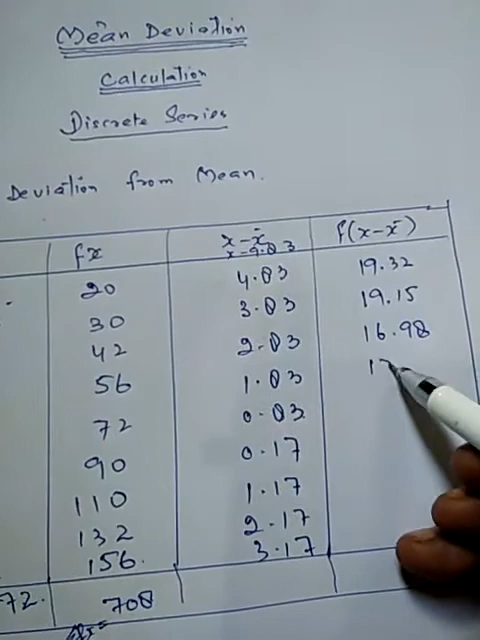 Mean Deviation
Calculation
Discrete Series
Deviation from Mean.
fx x-x̄ f(x-x̄)
x-9.83
20 4.83 19.32
30 3.83 19.15
42 2.83 16.98
56 1.83 1
72 0.83
90 0.17
110 1.17
132 2.17
156. 3.17
72. 708